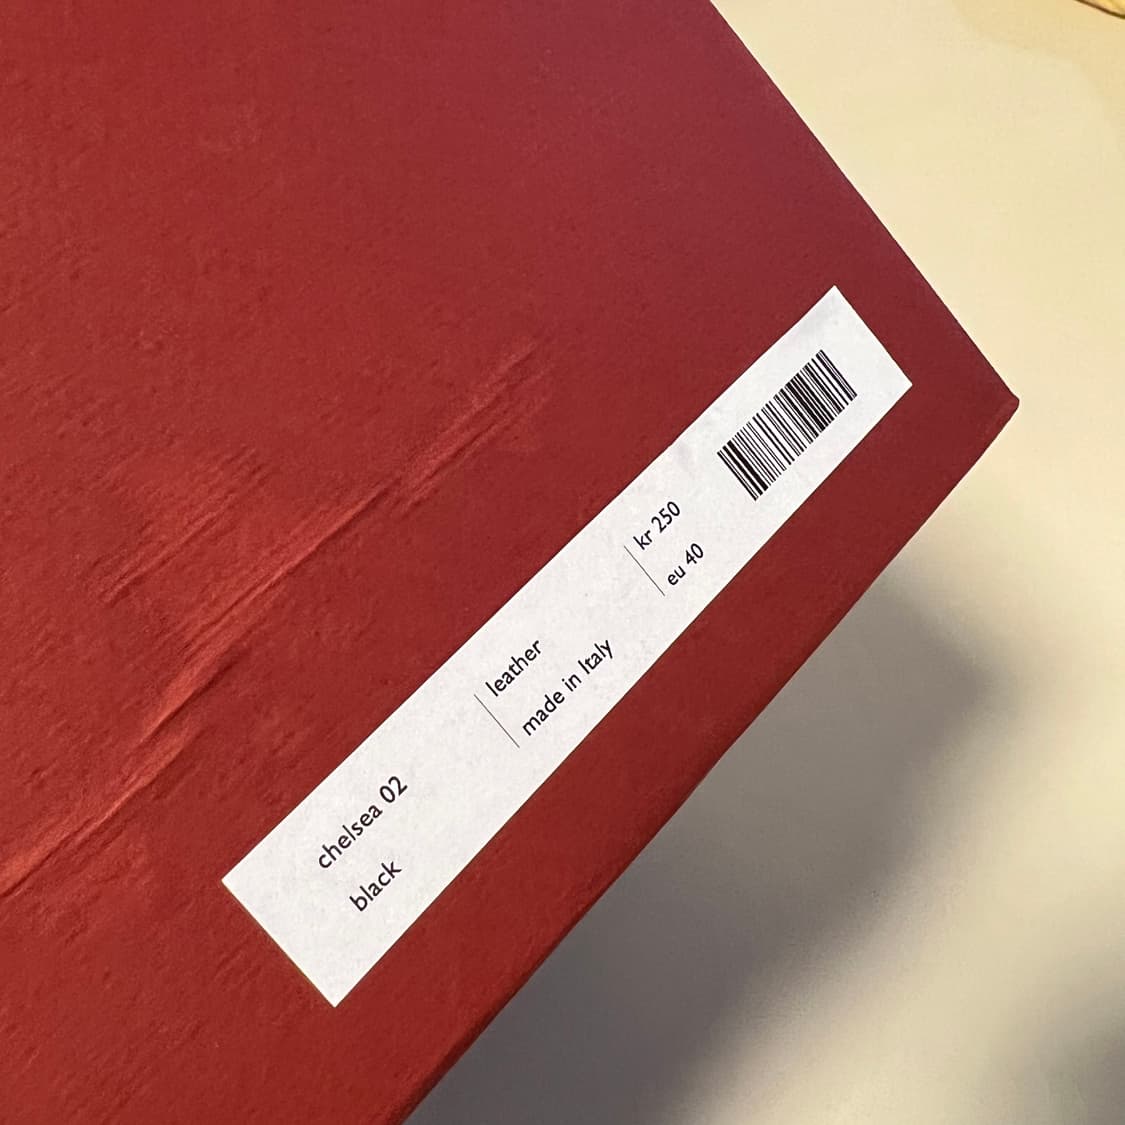 chelsea 02
black
leather
made in Italy
kr 250
eu 40